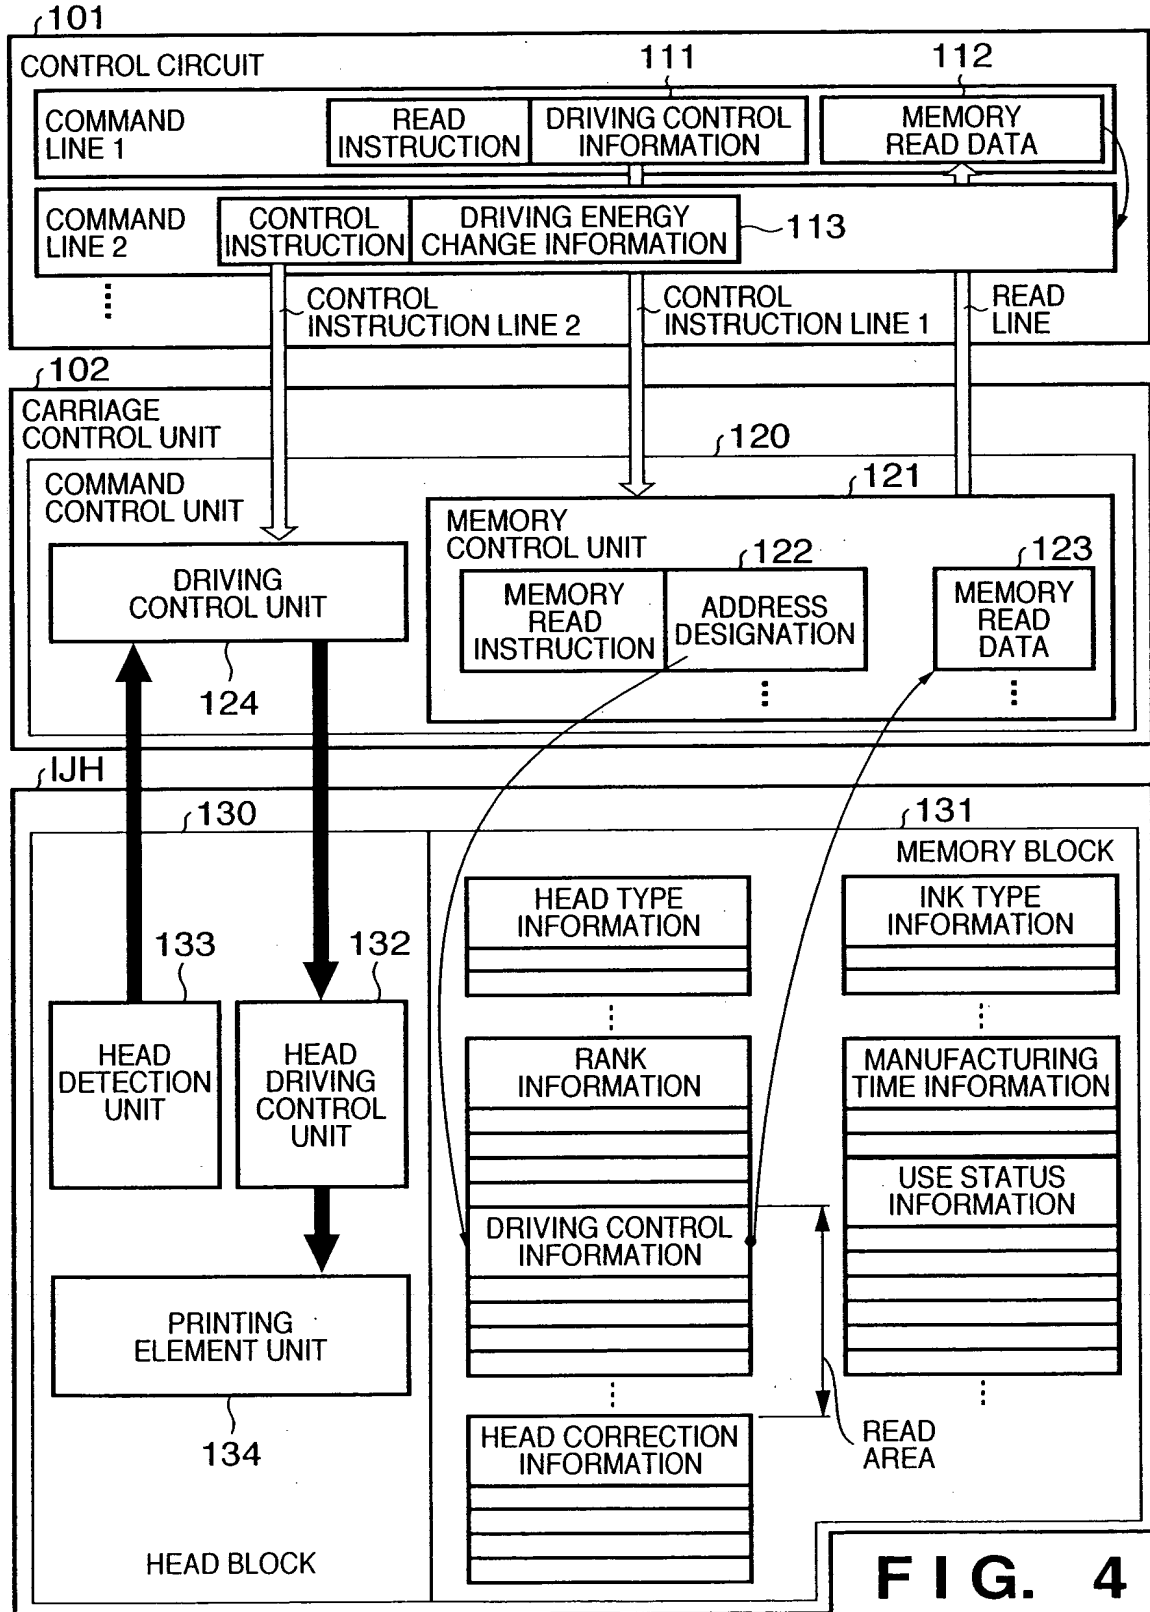 101
CONTROL CIRCUIT
111
112
COMMAND
LINE 1
READ
INSTRUCTION
DRIVING CONTROL
INFORMATION
MEMORY
READ DATA
COMMAND
LINE 2
CONTROL
INSTRUCTION
DRIVING ENERGY
CHANGE INFORMATION
113
CONTROL
INSTRUCTION LINE 2
CONTROL
INSTRUCTION LINE 1
READ
LINE
102
CARRIAGE
CONTROL UNIT
120
COMMAND
CONTROL UNIT
121
MEMORY
CONTROL UNIT
122
123
DRIVING
CONTROL UNIT
MEMORY
READ
INSTRUCTION
ADDRESS
DESIGNATION
MEMORY
READ
DATA
124
IJH
130
131
MEMORY BLOCK
HEAD TYPE
INFORMATION
INK TYPE
INFORMATION
133
132
HEAD
DETECTION
UNIT
HEAD
DRIVING
CONTROL
UNIT
RANK
INFORMATION
MANUFACTURING
TIME INFORMATION
USE STATUS
INFORMATION
DRIVING CONTROL
INFORMATION
PRINTING
ELEMENT UNIT
134
READ
AREA
HEAD CORRECTION
INFORMATION
HEAD BLOCK
FIG. 4